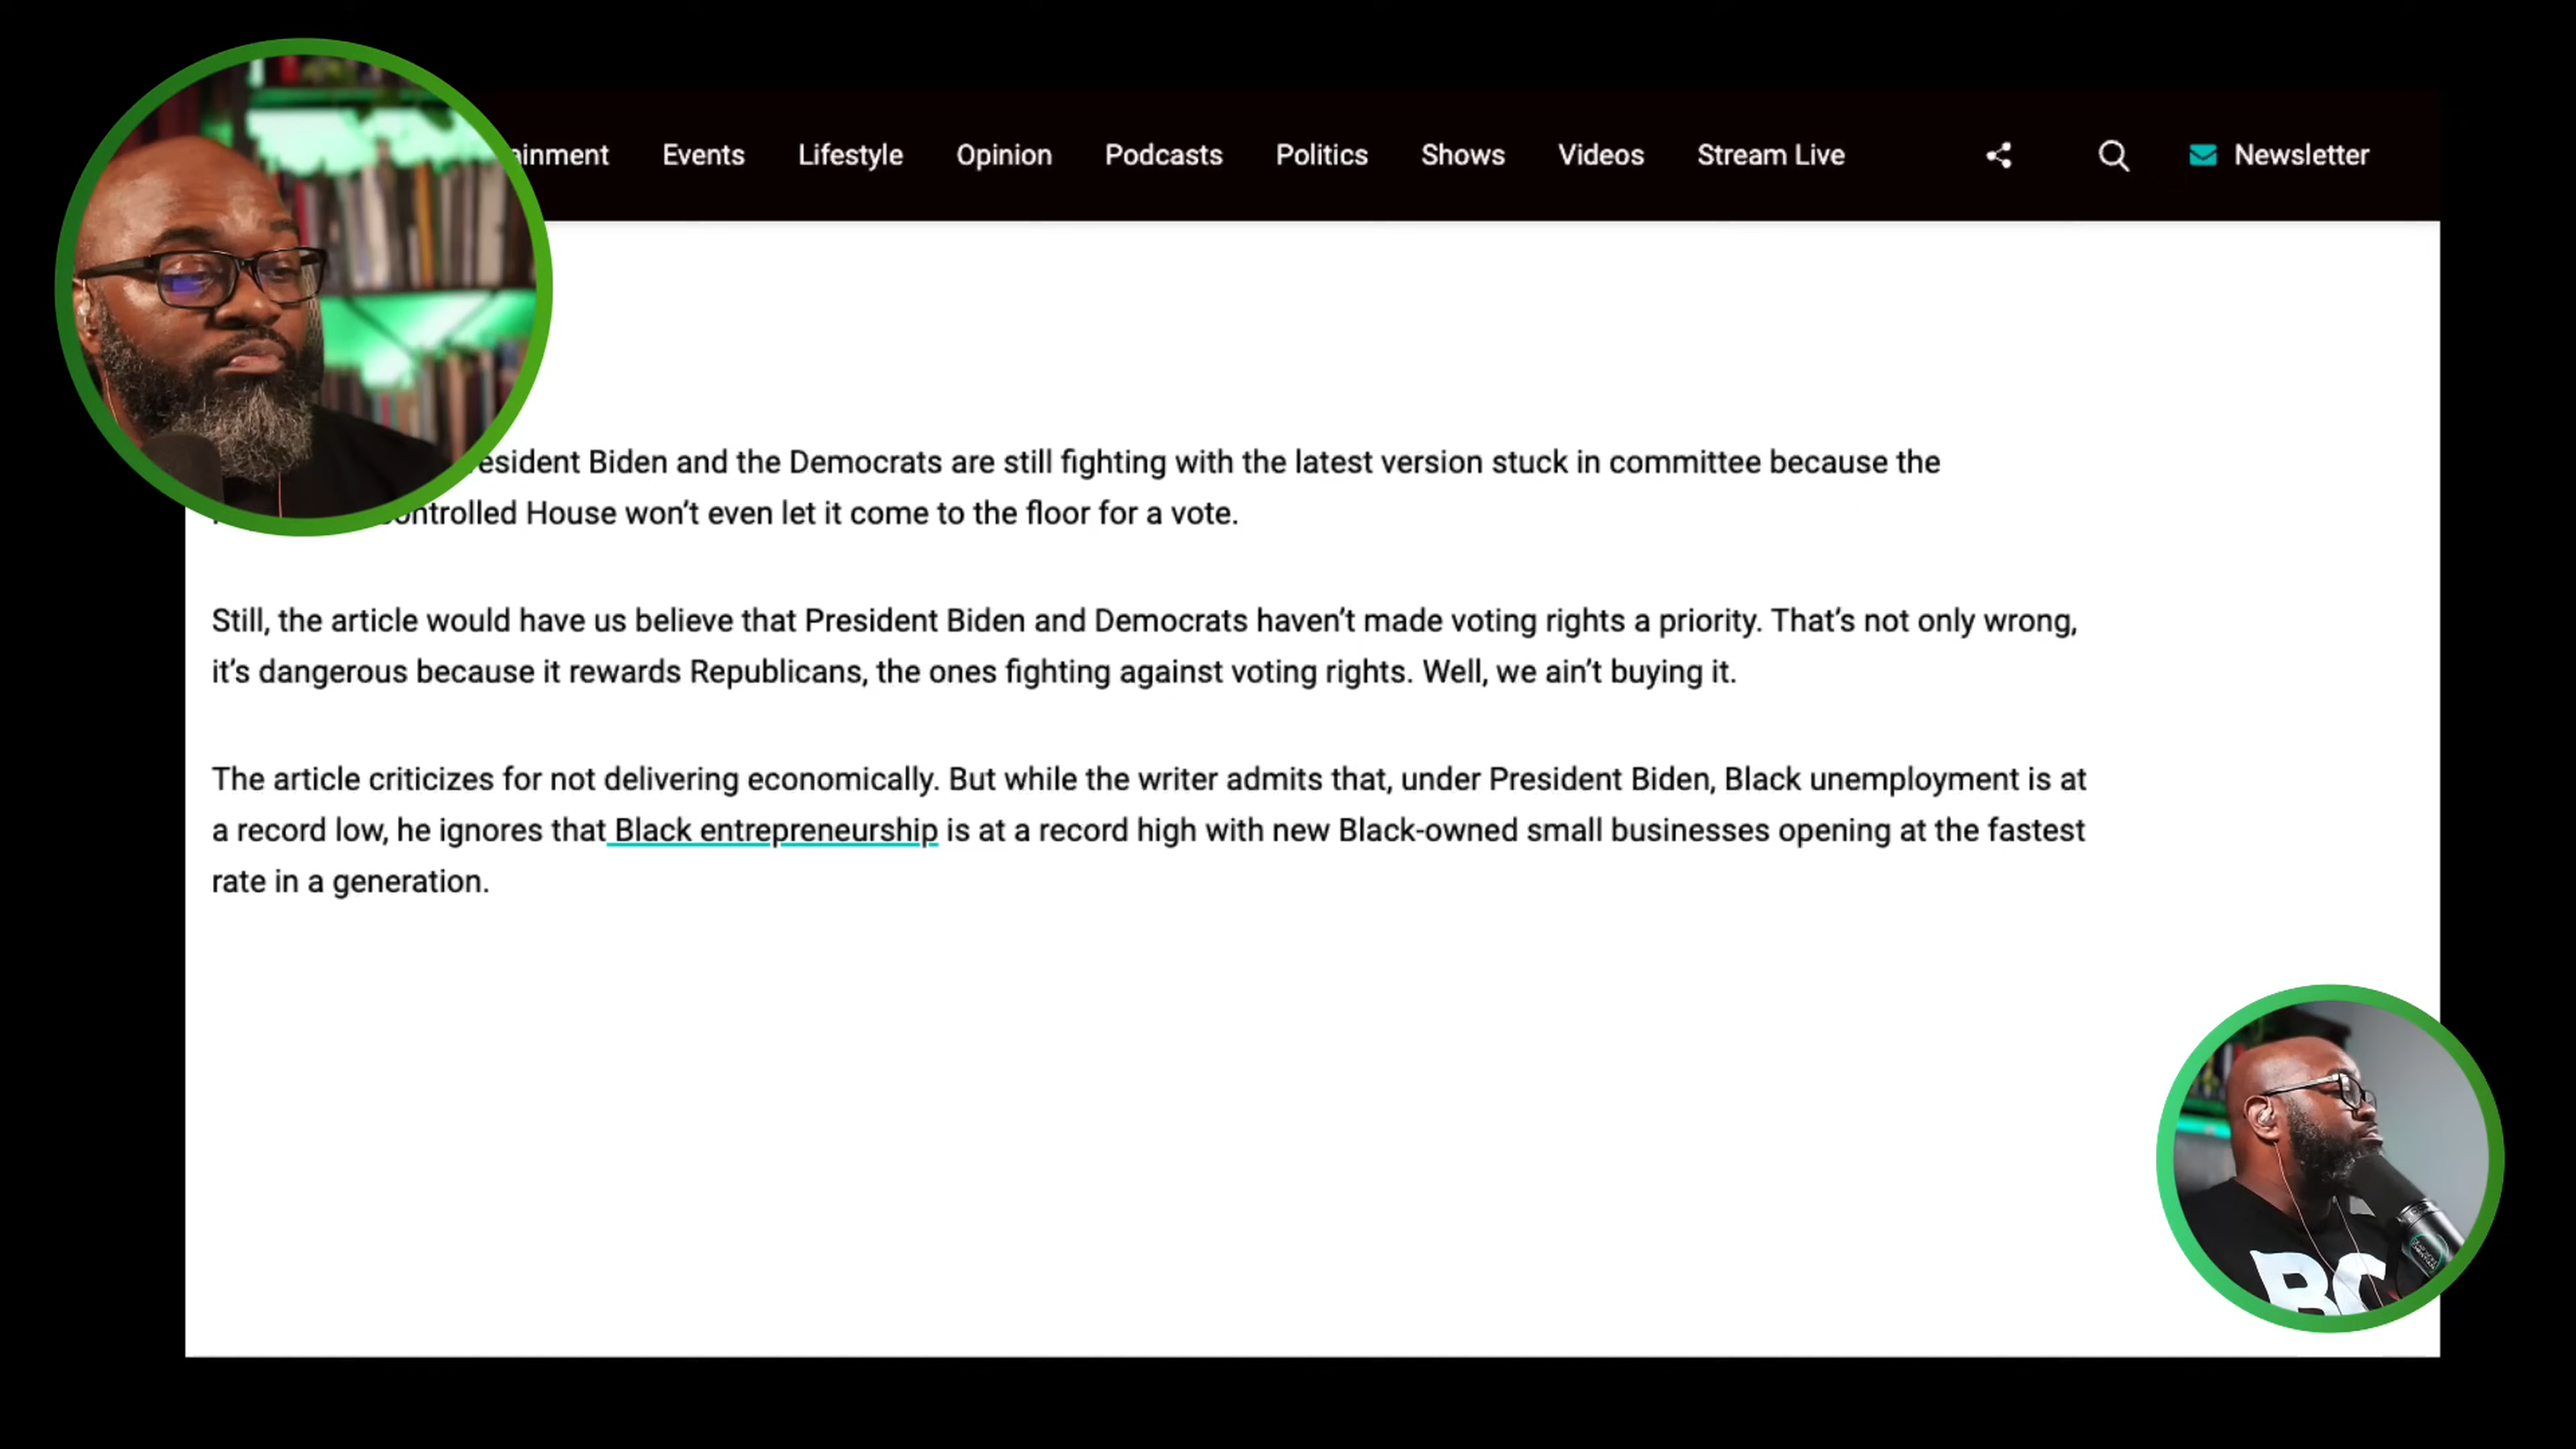 Events Lifestyle Opinion Podcasts Politics Shows Videos Stream Live Newsletter
Biden and the Democrats are still fighting with the latest version stuck in committee because the
House won’t even let it come to the floor for a vote.
Still, the article would have us believe that President Biden and Democrats haven’t made voting rights a priority. That’s not only wrong,
it’s dangerous because it rewards Republicans, the ones fighting against voting rights. Well, we ain’t buying it.
The article criticizes for not delivering economically. But while the writer admits that, under President Biden, Black unemployment is at
a record low, he ignores that Black entrepreneurship is at a record high with new Black-owned small businesses opening at the fastest
rate in a generation.
BC